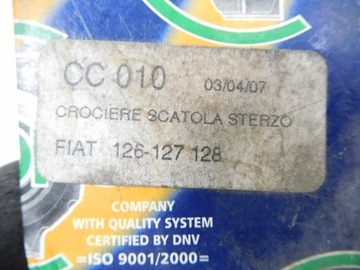 CC 010 03/04/07
CROCIERE SCATOLA STERZO
FIAT 126-127 128
COMPANY
WITH QUALITY SYSTEM
CERTIFIED BY DNV
=ISO 9001/2000=